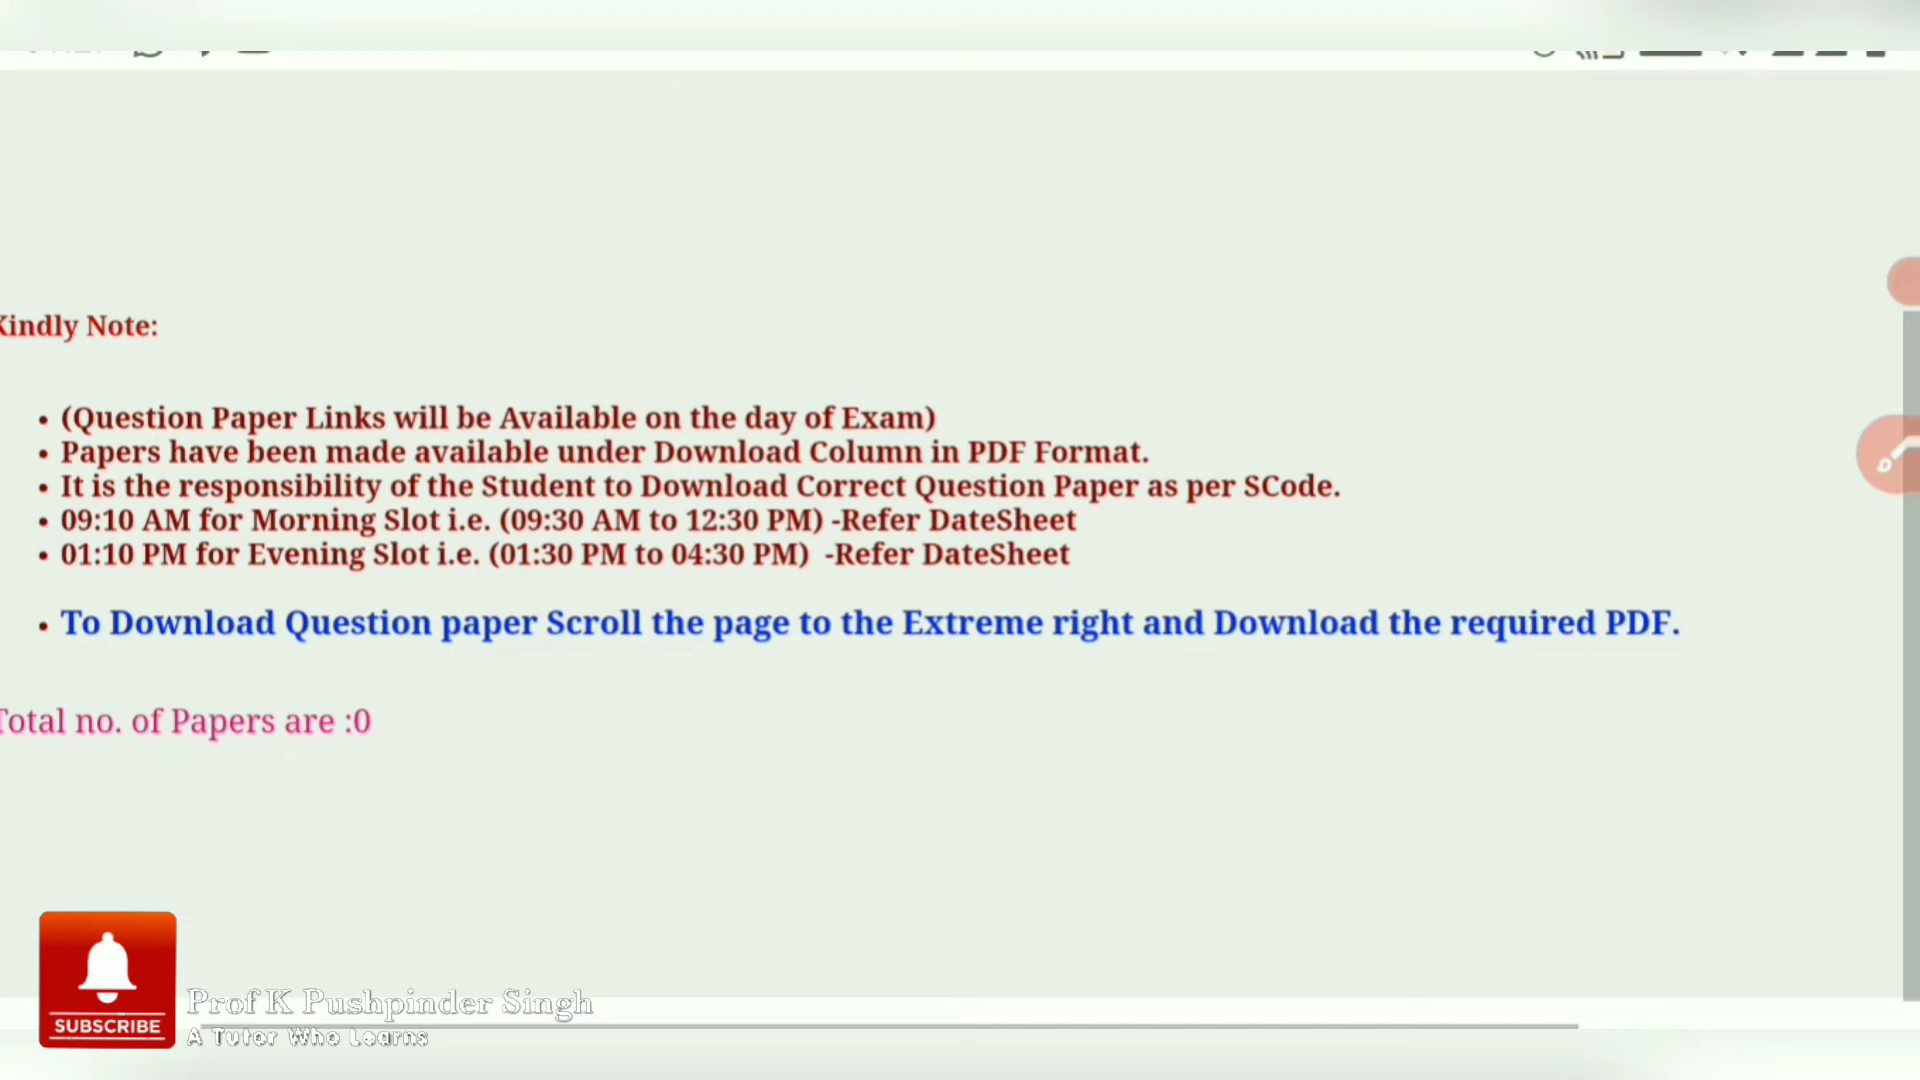 Kindly Note:
• (Question Paper Links will be Available on the day of Exam)
• Papers have been made available under Download Column in PDF Format.
• It is the responsibility of the Student to Download Correct Question Paper as per SCode.
• 09:10 AM for Morning Slot i.e. (09:30 AM to 12:30 PM) -Refer DateSheet
• 01:10 PM for Evening Slot i.e. (01:30 PM to 04:30 PM) -Refer DateSheet
• To Download Question paper Scroll the page to the Extreme right and Download the required PDF.
Total no. of Papers are :0
SUBSCRIBE
Prof K Pushpinder Singh
A Tutor Who Learns